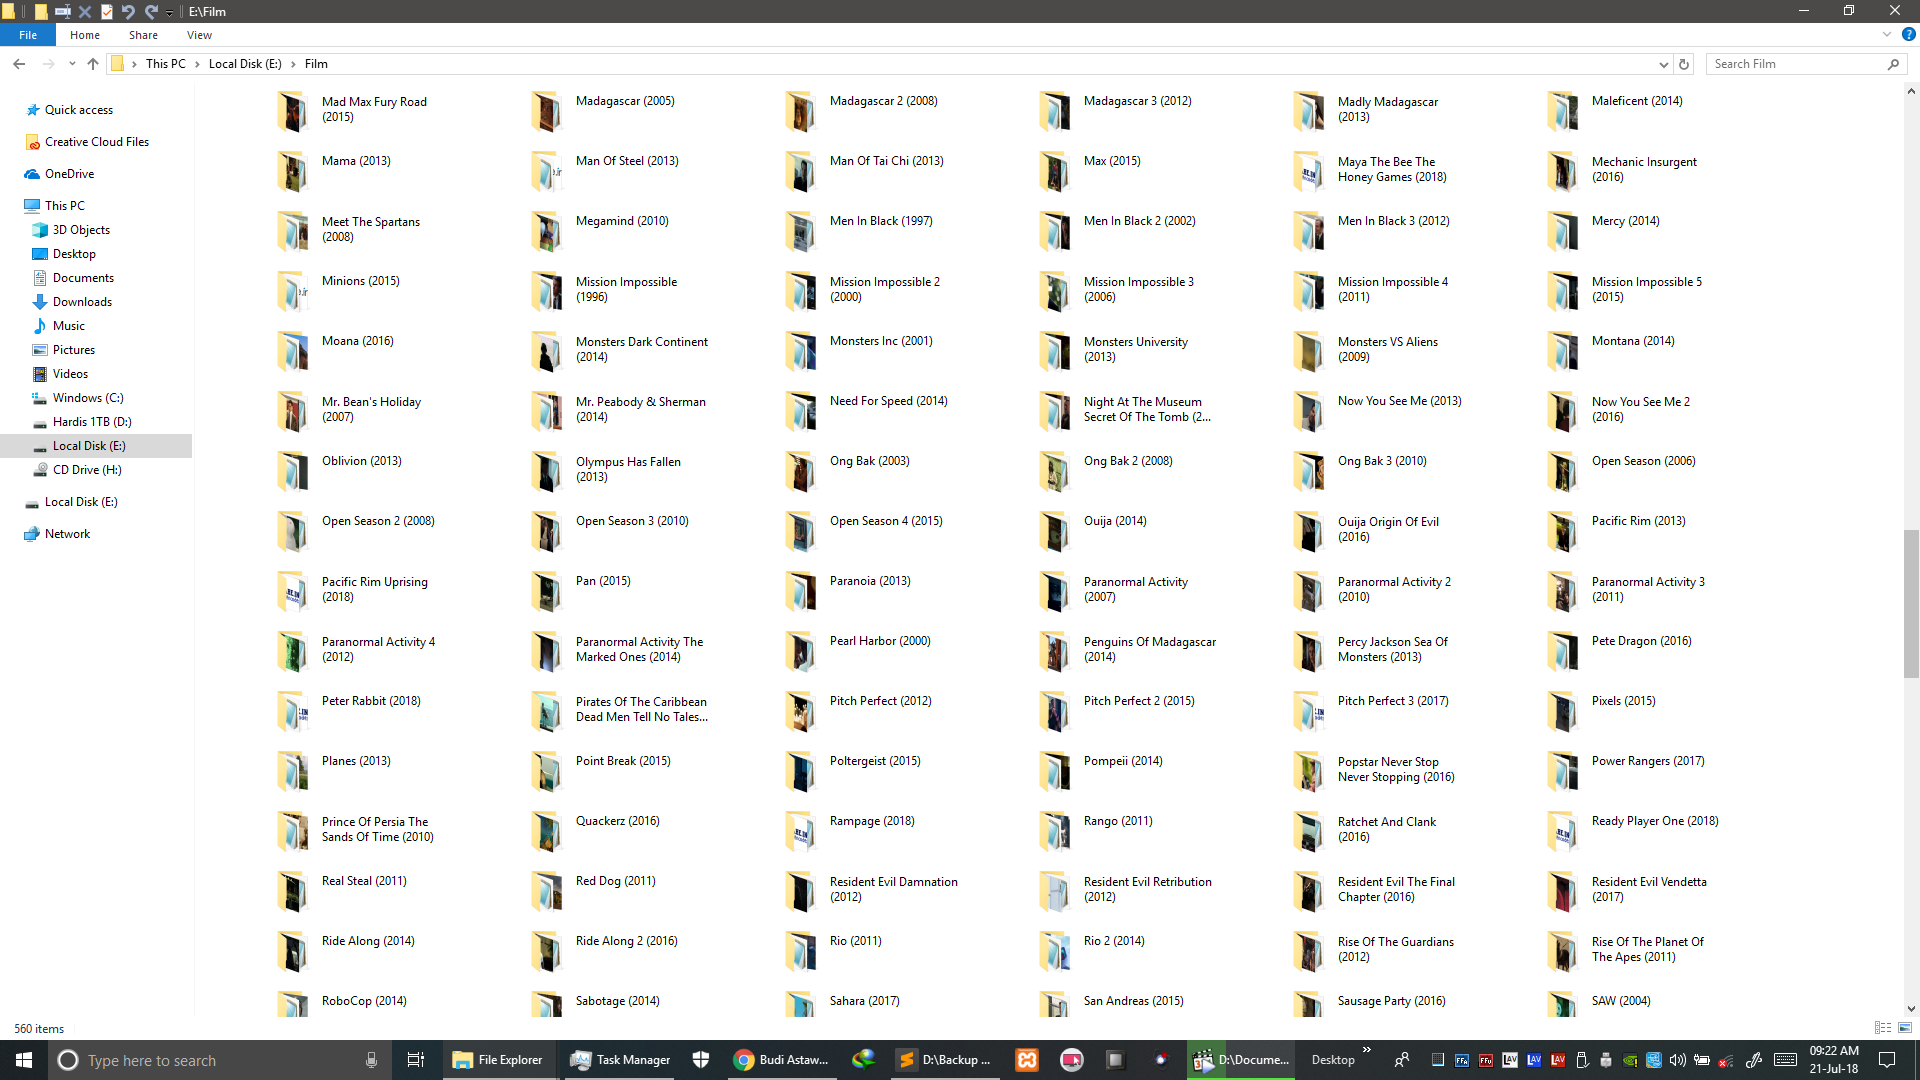 E:\Film
File Home Share View
This PC Local Disk (E:) Film
Search Film
Quick access
Creative Cloud Files
OneDrive
This PC
3D Objects
Desktop
Documents
Downloads
Music
Pictures
Videos
Windows (C:)
Hardis 1TB (D:)
Local Disk (E:)
CD Drive (H:)
Local Disk (E:)
Network
Mad Max Fury Road
(2015)
Madagascar (2005)
Madagascar 2 (2008)
Madagascar 3 (2012)
Madly Madagascar
(2013)
Maleficent (2014)
Mama (2013)
Man Of Steel (2013)
Man Of Tai Chi (2013)
Max (2015)
Maya The Bee The
Honey Games (2018)
Mechanic Insurgent
(2016)
Meet The Spartans
(2008)
Megamind (2010)
Men In Black (1997)
Men In Black 2 (2002)
Men In Black 3 (2012)
Mercy (2014)
Minions (2015)
Mission Impossible
(1996)
Mission Impossible 2
(2000)
Mission Impossible 3
(2006)
Mission Impossible 4
(2011)
Mission Impossible 5
(2015)
Moana (2016)
Monsters Dark Continent
(2014)
Monsters Inc (2001)
Monsters University
(2013)
Monsters VS Aliens
(2009)
Montana (2014)
Mr. Bean's Holiday
(2007)
Mr. Peabody & Sherman
(2014)
Need For Speed (2014)
Night At The Museum
Secret Of The Tomb (2...
Now You See Me (2013)
Now You See Me 2
(2016)
Oblivion (2013)
Olympus Has Fallen
(2013)
Ong Bak (2003)
Ong Bak 2 (2008)
Ong Bak 3 (2010)
Open Season (2006)
Open Season 2 (2008)
Open Season 3 (2010)
Open Season 4 (2015)
Ouija (2014)
Ouija Origin Of Evil
(2016)
Pacific Rim (2013)
Pacific Rim Uprising
(2018)
Pan (2015)
Paranoia (2013)
Paranormal Activity
(2007)
Paranormal Activity 2
(2010)
Paranormal Activity 3
(2011)
Paranormal Activity 4
(2012)
Paranormal Activity The
Marked Ones (2014)
Pearl Harbor (2000)
Penguins Of Madagascar
(2014)
Percy Jackson Sea Of
Monsters (2013)
Pete Dragon (2016)
Peter Rabbit (2018)
Pirates Of The Caribbean
Dead Men Tell No Tales...
Pitch Perfect (2012)
Pitch Perfect 2 (2015)
Pitch Perfect 3 (2017)
Pixels (2015)
Planes (2013)
Point Break (2015)
Poltergeist (2015)
Pompeii (2014)
Popstar Never Stop
Never Stopping (2016)
Power Rangers (2017)
Prince Of Persia The
Sands Of Time (2010)
Quackerz (2016)
Rampage (2018)
Rango (2011)
Ratchet And Clank
(2016)
Ready Player One (2018)
Real Steal (2011)
Red Dog (2011)
Resident Evil Damnation
(2012)
Resident Evil Retribution
(2012)
Resident Evil The Final
Chapter (2016)
Resident Evil Vendetta
(2017)
Ride Along (2014)
Ride Along 2 (2016)
Rio (2011)
Rio 2 (2014)
Rise Of The Guardians
(2012)
Rise Of The Planet Of
The Apes (2011)
RoboCop (2014)
Sabotage (2014)
Sahara (2017)
San Andreas (2015)
Sausage Party (2016)
SAW (2004)
560 items
Type here to search
File Explorer
Task Manager
Budi Astaw...
D:\Backup ...
D:\Docume...
Desktop
09:22 AM
21-Jul-18